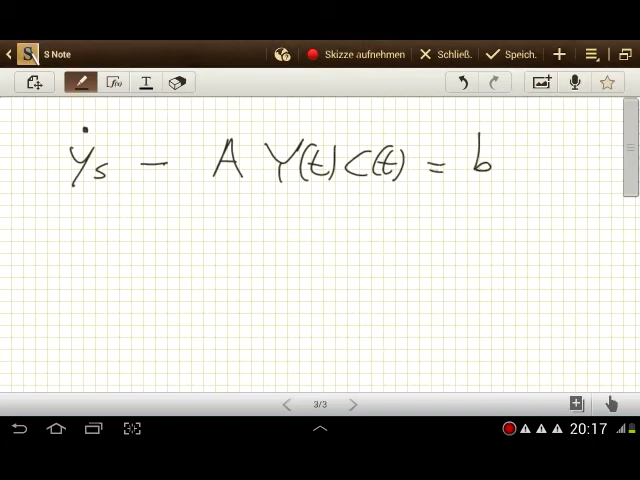 S Note
Skizze aufnehmen
Schließ.
Speich.
f(x)
T
ẏs − A Y(t) C(t) = b
3/3
20:17